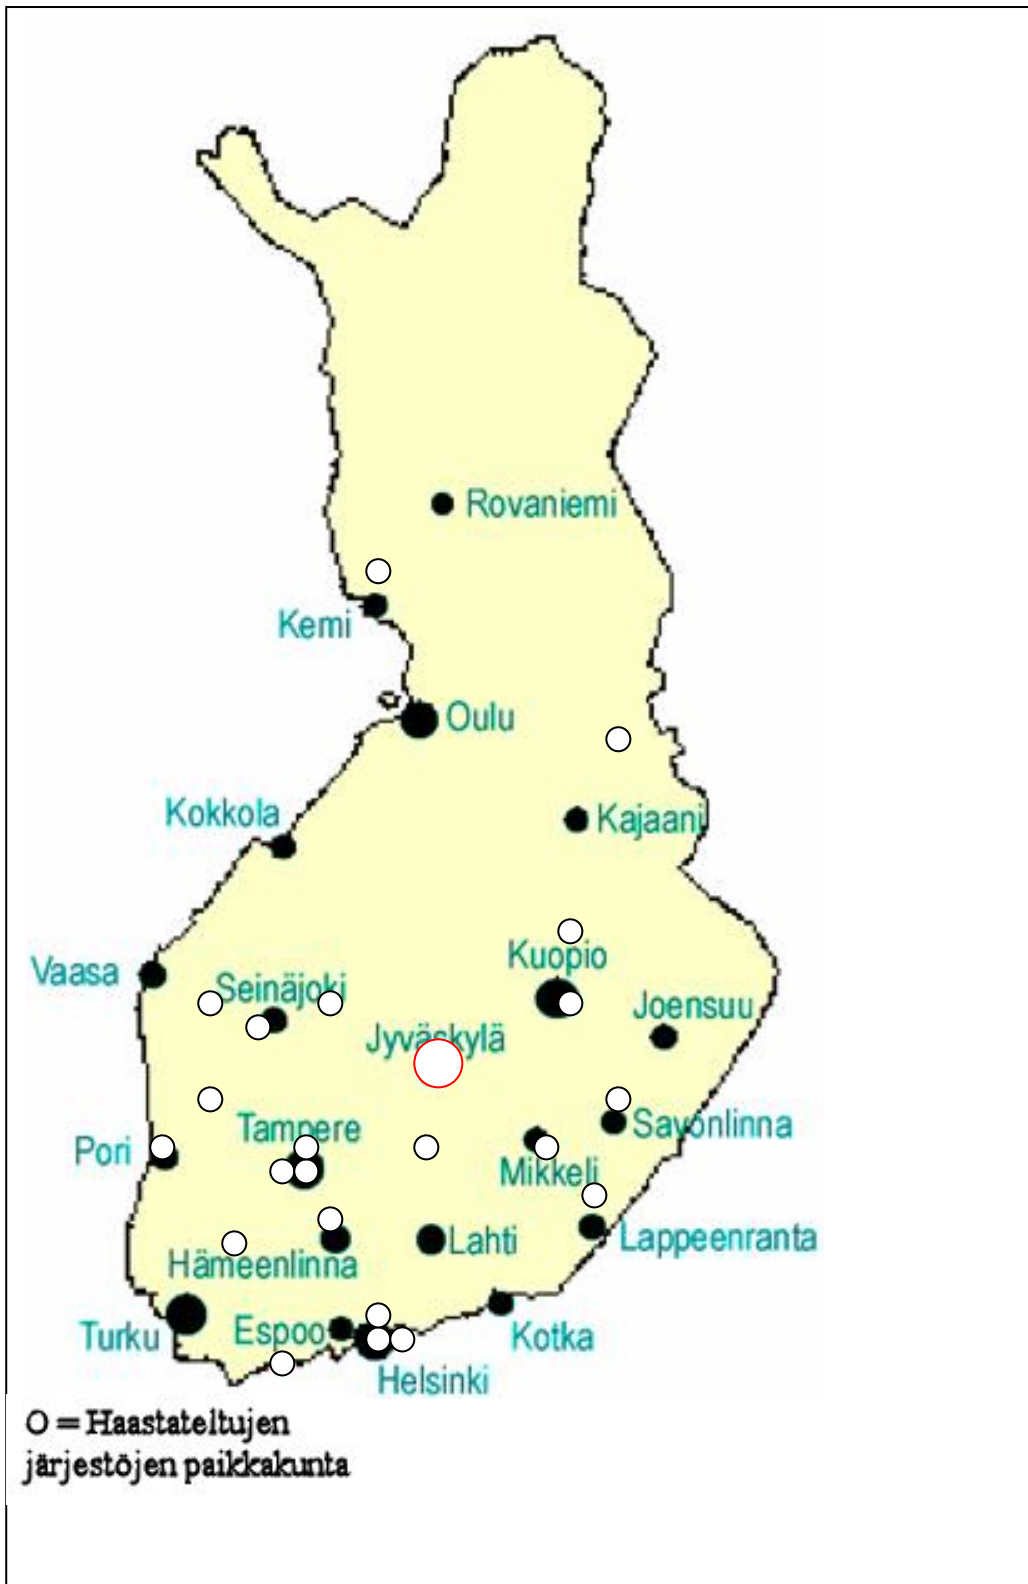 Rovaniemi
Kemi
Oulu
Kokkola
Kajaani
Kuopio
Vaasa
Seinäjoki
Joensuu
Jyväskylä
Tampere
Savonlinna
Pori
Mikkeli
Lahti
Lappeenranta
Hämeenlinna
Turku
Espoo
Kotka
Helsinki
O = Haastateltujen
järjestöjen paikkakunta